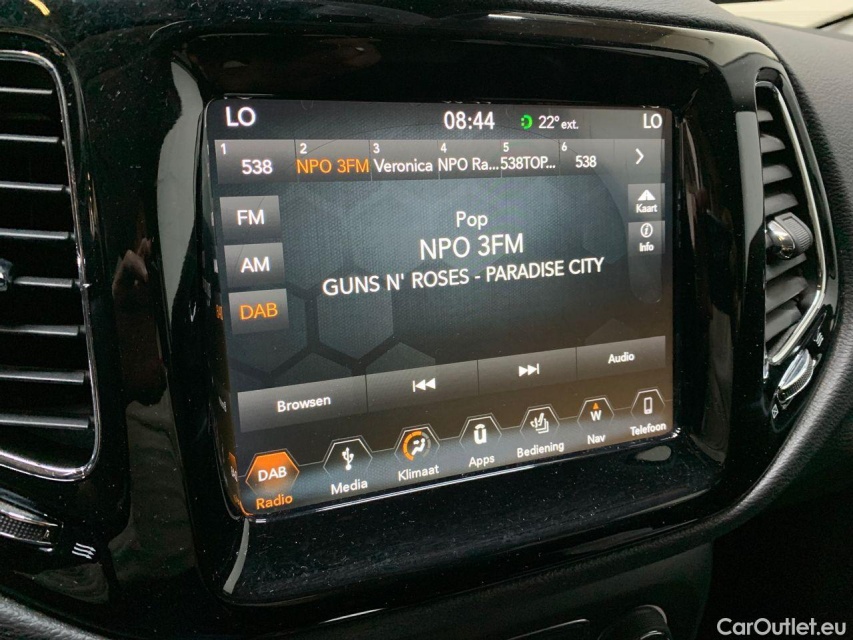 LO 08:44 22° ext. LO
1 2 3 4 5 6
538 NPO 3FM Veronica NPO Ra... 538TOP... 538
FM
AM
DAB
Kaart
Info
Pop
NPO 3FM
GUNS N' ROSES - PARADISE CITY
Browsen Audio
DAB
Radio Media Klimaat Apps Bediening Nav Telefoon
W
CarOutlet.eu